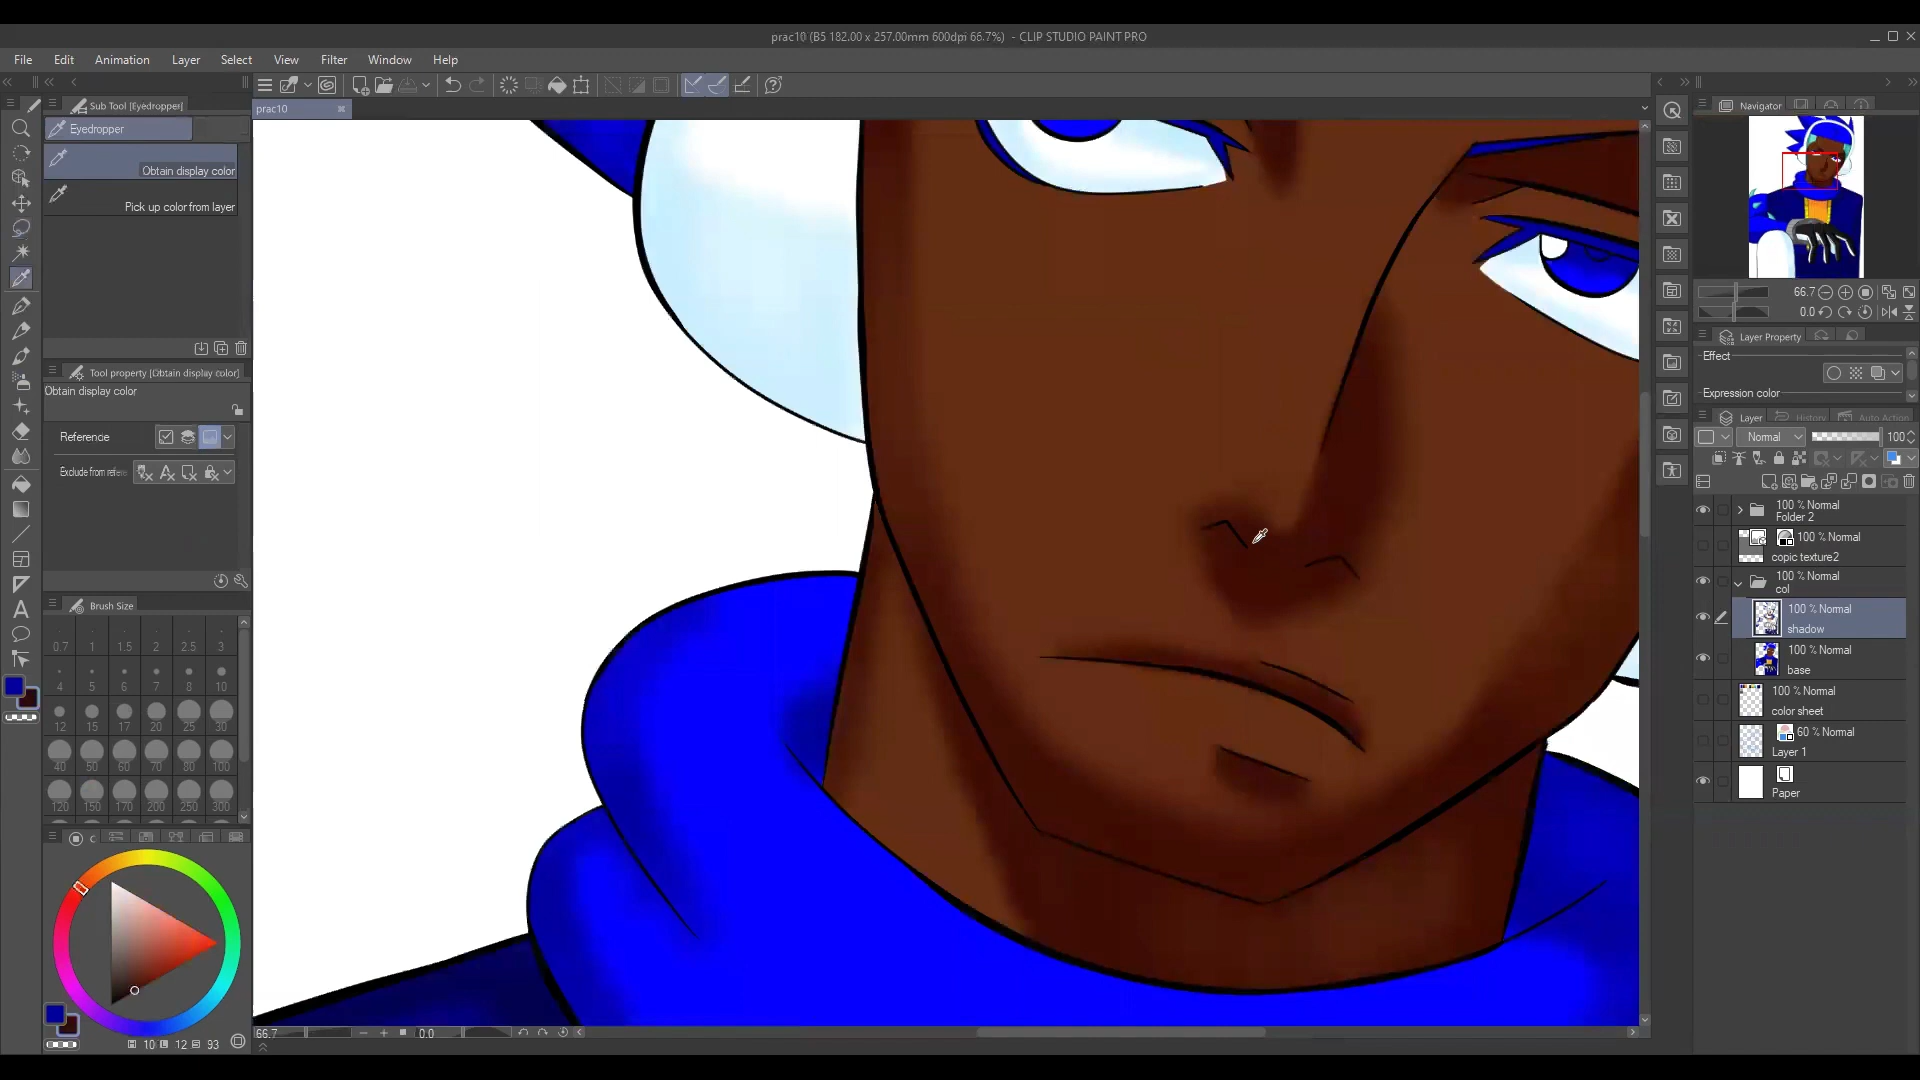 prac10 (B5 182.00 x 257.00mm 600dpi 66.7%) - CLIP STUDIO PAINT PRO
File Edit Animation Layer Select View Filter Window Help
Sub Tool [Eyedropper]
prac10
Navigator
Eyedropper
Obtain display color
Pick up color from layer
66.7
0.0
Layer Property
Effect
Expression color
Tool property [Obtain display color]
Obtain display color
Reference
Exclude from refere
Layer History Auto Action
Normal 100
100 % Normal
Folder 2
100 % Normal
copic texture2
100 % Normal
col
100 % Normal
shadow
100 % Normal
base
100 % Normal
color sheet
60 % Normal
Layer 1
Paper
Brush Size
0.7 1 1.5 2 2.5 3
4 5 6 7 8 10
12 15 17 20 25 30
40 50 60 70 80 100
120 150 170 200 250 300
66.7 0.0
10 12 93